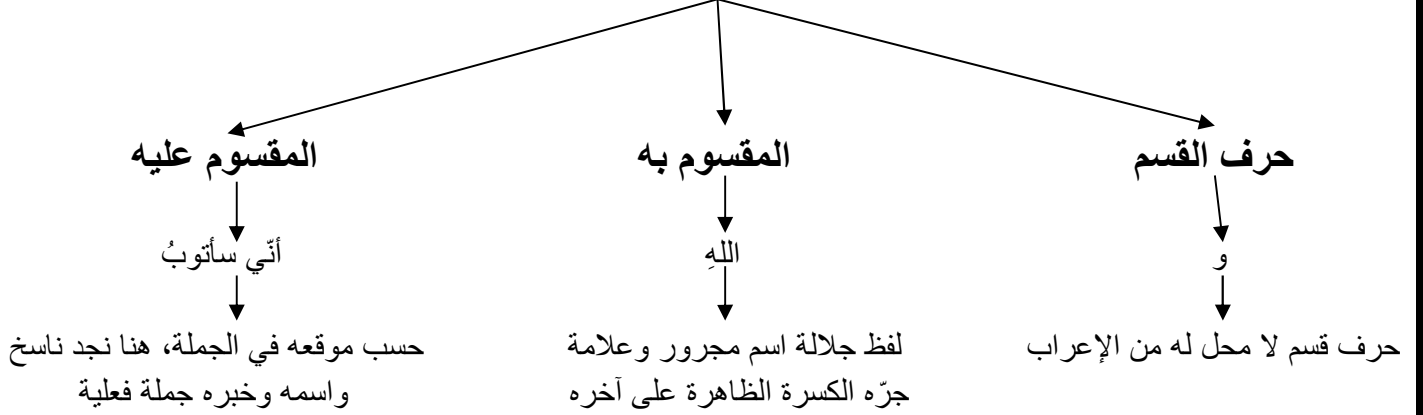 حرف القسم
المقسوم به
المقسوم عليه
و
اللهِ
أنّي سأتوبُ
حرف قسم لا محل له من الإعراب
لفظ جلالة اسم مجرور وعلامة
جرّه الكسرة الظاهرة على آخره
حسب موقعه في الجملة، هنا نجد ناسخ
واسمه وخبره جملة فعلية